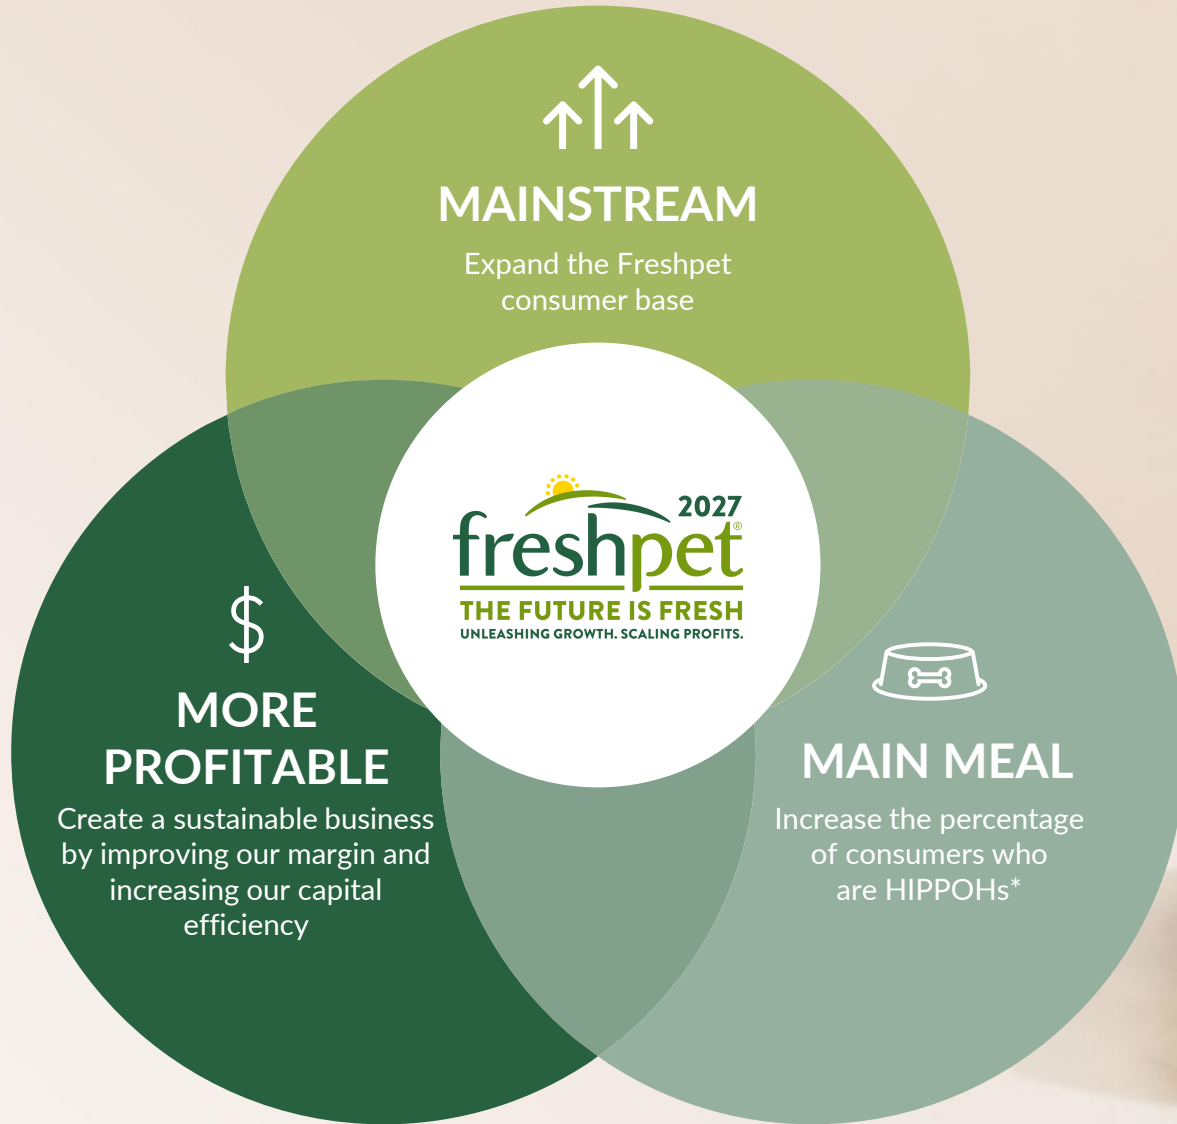 MAINSTREAM
Expand the Freshpet
consumer base
2027
freshpet®
THE FUTURE IS FRESH
UNLEASHING GROWTH. SCALING PROFITS.
$
MORE
PROFITABLE
Create a sustainable business
by improving our margin and
increasing our capital
efficiency
MAIN MEAL
Increase the percentage
of consumers who
are HIPPOHs*